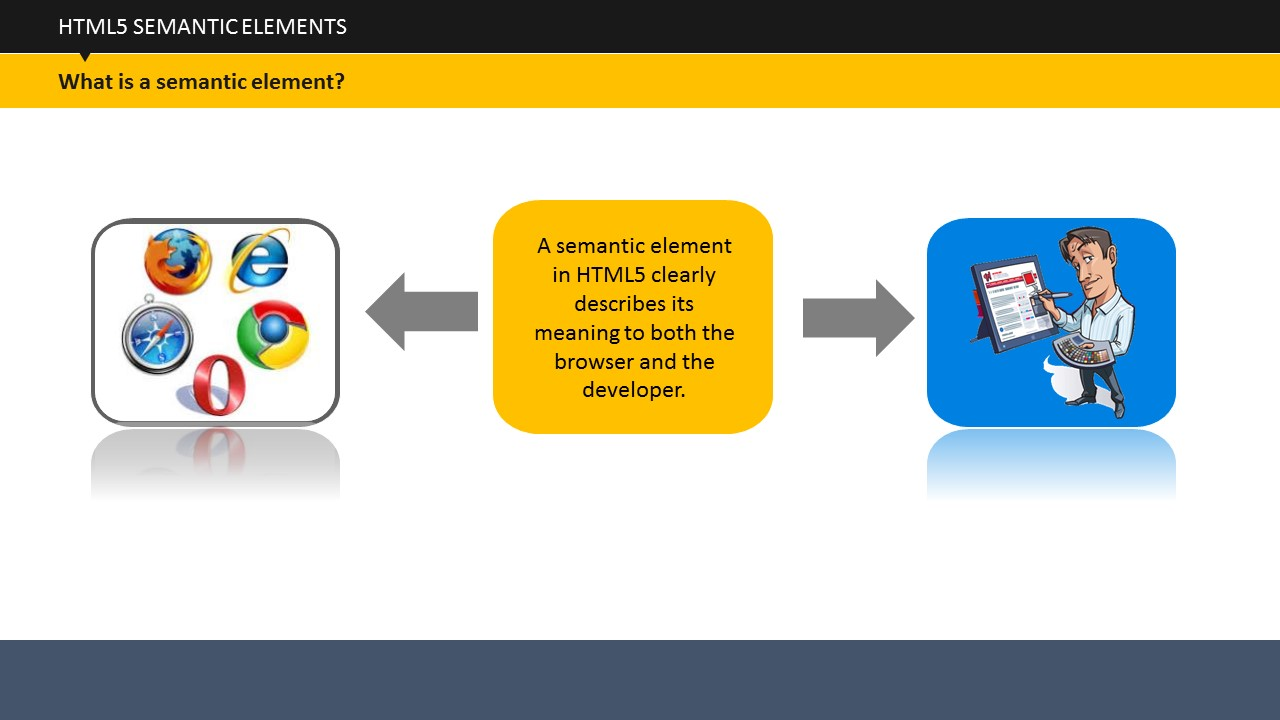 HTML5 SEMANTIC ELEMENTS
What is a semantic element?
A semantic element
in HTML5 clearly
describes its
meaning to both the
browser and the
developer.